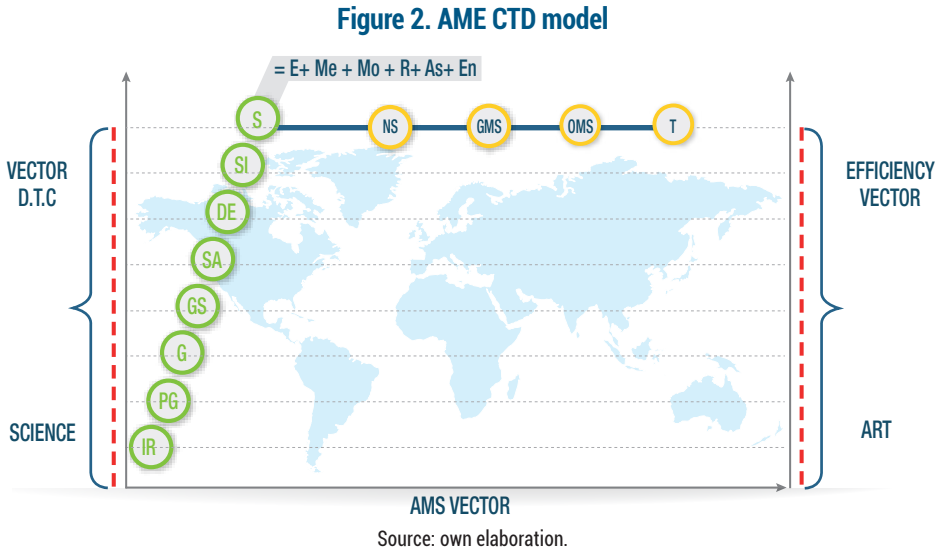 Figure 2. AME CTD model
= E+ Me + Mo + R+ As+ En
S
NS
GMS
OMS
T
SI
DE
SA
GS
G
PG
IR
VECTOR
D.T.C
SCIENCE
EFFICIENCY
VECTOR
ART
AMS VECTOR
Source: own elaboration.